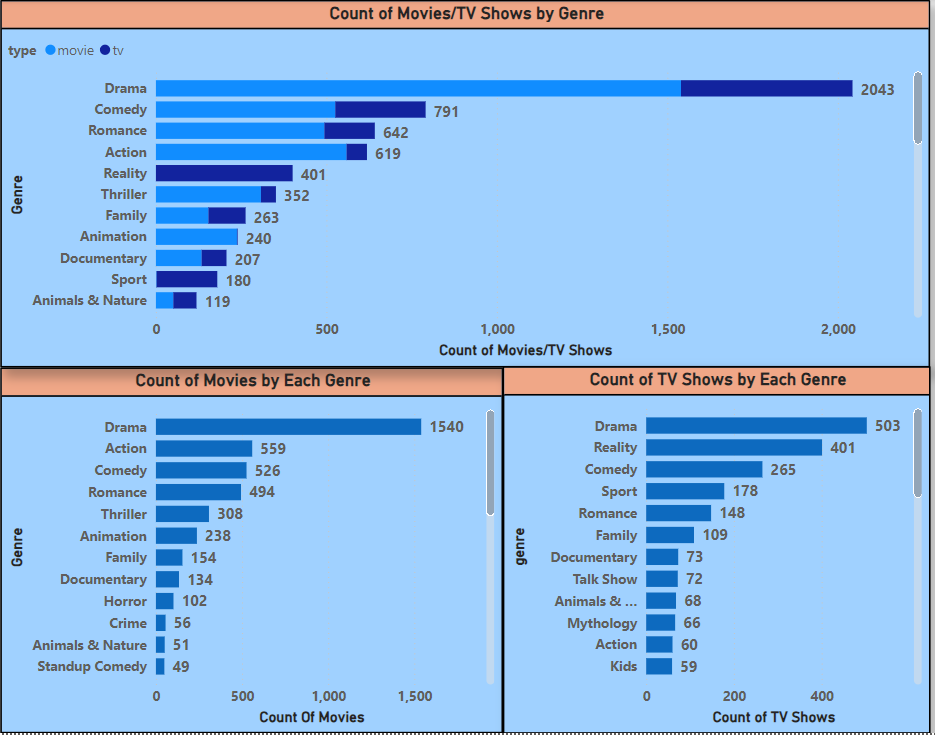 Count of Movies/TV Shows by Genre
type movie tv
Genre
Drama 2043
Comedy 791
Romance 642
Action 619
Reality 401
Thriller 352
Family 263
Animation 240
Documentary 207
Sport 180
Animals & Nature 119
0 500 1,000 1,500 2,000
Count of Movies/TV Shows
Count of Movies by Each Genre
Genre
Drama 1540
Action 559
Comedy 526
Romance 494
Thriller 308
Animation 238
Family 154
Documentary 134
Horror 102
Crime 56
Animals & Nature 51
Standup Comedy 49
0 500 1,000 1,500
Count Of Movies
Count of TV Shows by Each Genre
genre
Drama 503
Reality 401
Comedy 265
Sport 178
Romance 148
Family 109
Documentary 73
Talk Show 72
Animals & ... 68
Mythology 66
Action 60
Kids 59
0 200 400
Count of TV Shows